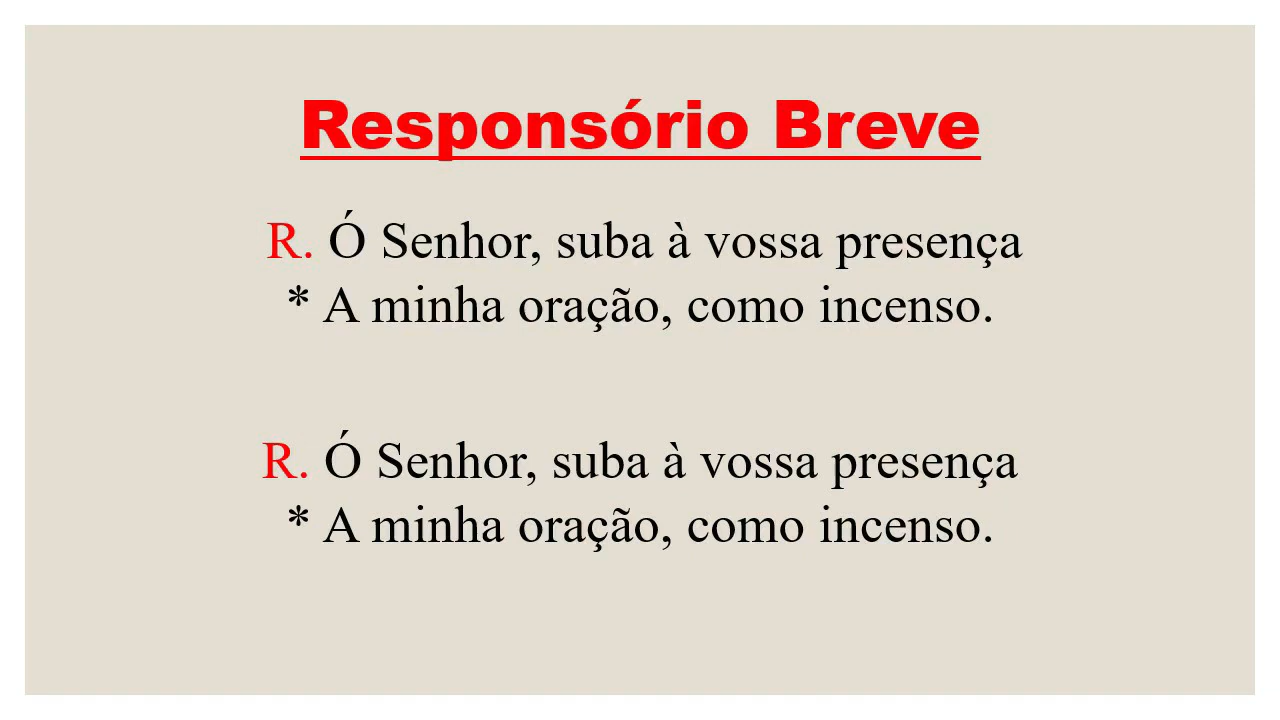 Responsório Breve
R. Ó Senhor, suba à vossa presença
* A minha oração, como incenso.
R. Ó Senhor, suba à vossa presença
* A minha oração, como incenso.